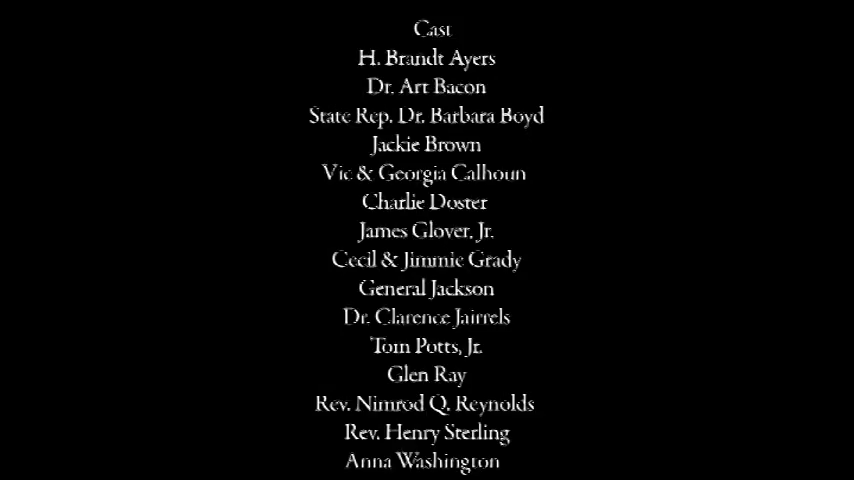 Cast
H. Brandt Ayers
Dr. Art Bacon
State Rep. Dr. Barbara Boyd
Jackie Brown
Vic & Georgia Calhoun
Charlie Doster
James Glover, Jr.
Cecil & Jimmie Grady
General Jackson
Dr. Clarence Jairrels
Tom Potts, Jr.
Glen Ray
Rev. Nimrod Q. Reynolds
Rev. Henry Sterling
Anna Washington